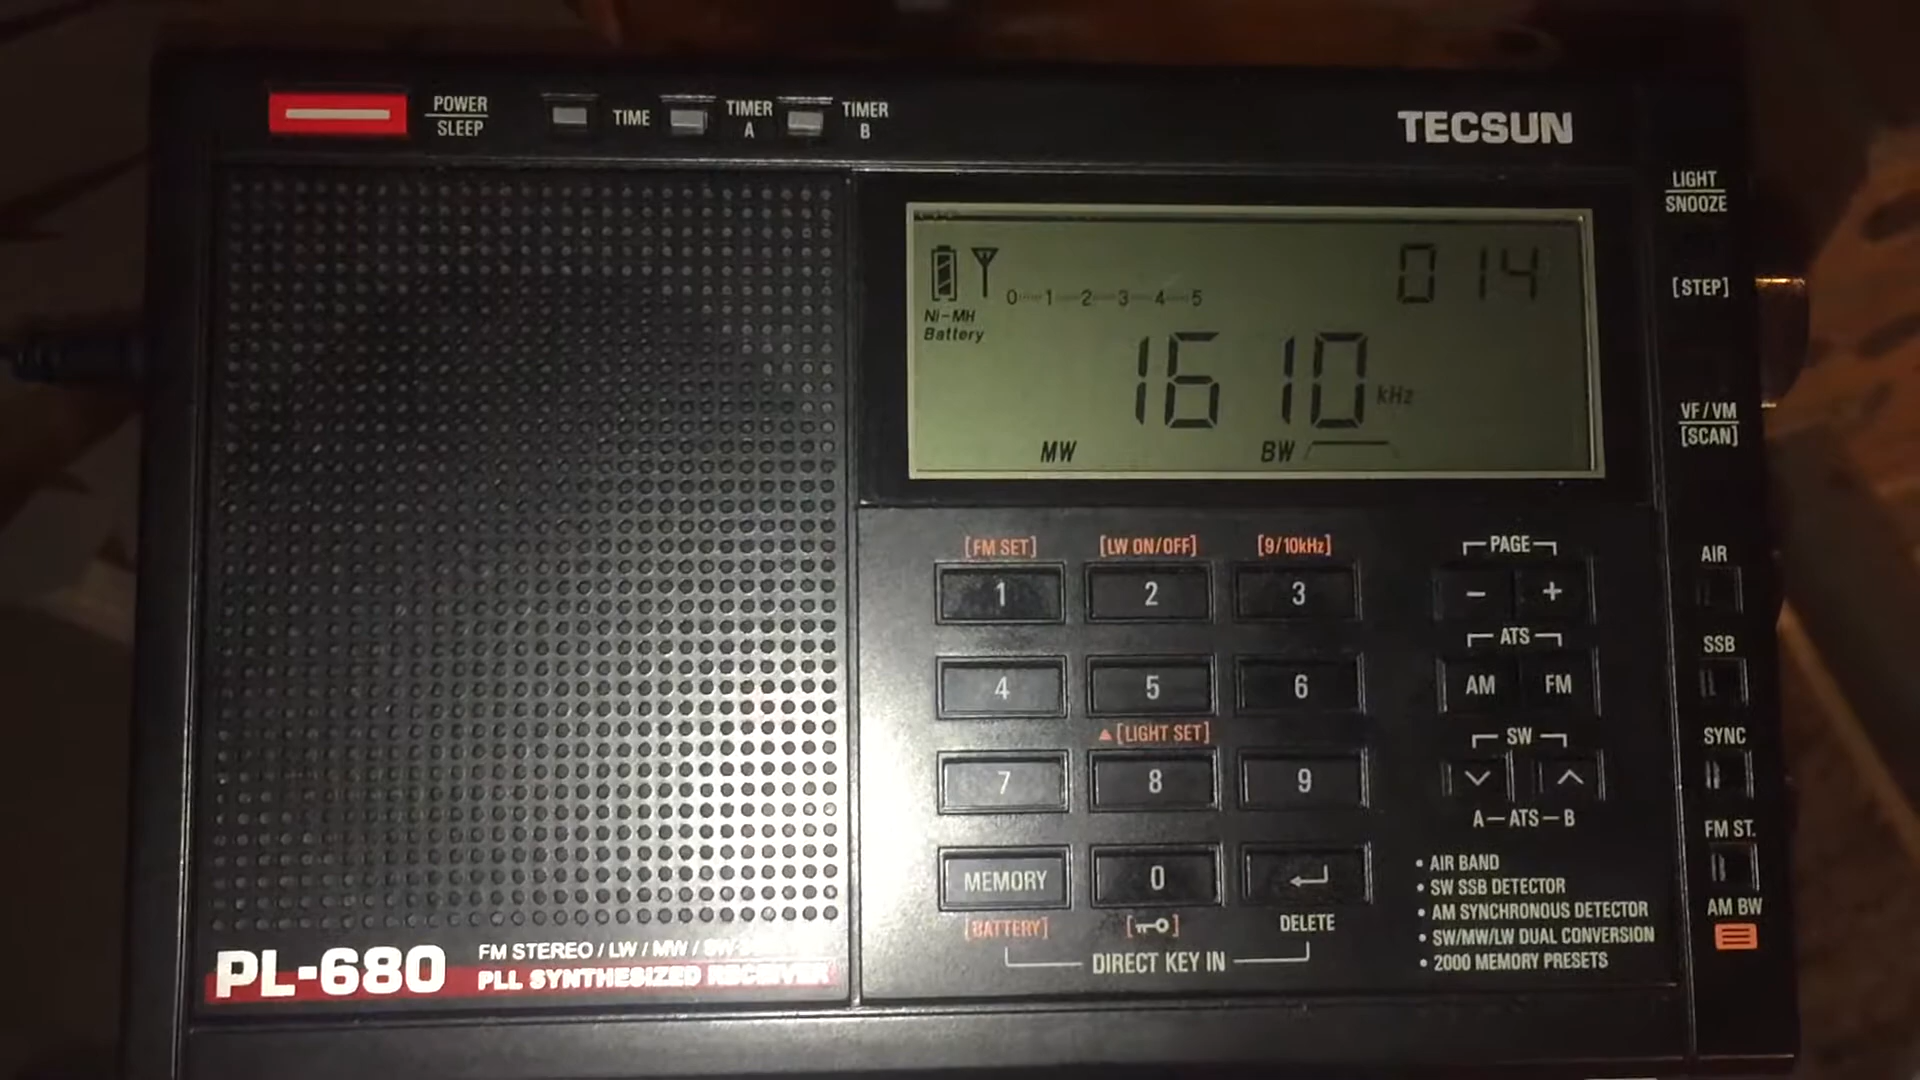 POWER
SLEEP
TIME
TIMER
A
TIMER
B
TECSUN
LIGHT
SNOOZE
[STEP]
VF/VM
[SCAN]
014
0 1 2 3 4 5
Ni-MH
Battery
1610 kHz
MW
BW
[FM SET] [LW ON/OFF] [9/10kHz]
1 2 3
4 5 6
[LIGHT SET]
7 8 9
MEMORY 0
[BATTERY]
DELETE
DIRECT KEY IN
PAGE
- +
ATS
AM FM
SW
A-ATS-B
AIR
SSB
SYNC
FM ST.
AM BW
• AIR BAND
• SW SSB DETECTOR
• AM SYNCHRONOUS DETECTOR
• SW/MW/LW DUAL CONVERSION
• 2000 MEMORY PRESETS
PL-680
FM STEREO / LW / MW /
PLL SYNTHESIZED RECEIVER